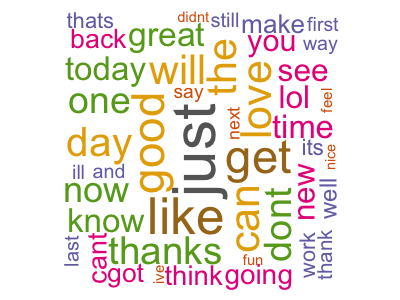 thats
didnt
still
make
first
back
great
you
way
today
will
the
see
one
say
love
lol
day
good
just
next
time
feel
ill
and
get
its
nice
now
like
can
dont
new
well
know
thanks
last
cant
got
ive
think
fun
going
work
thank